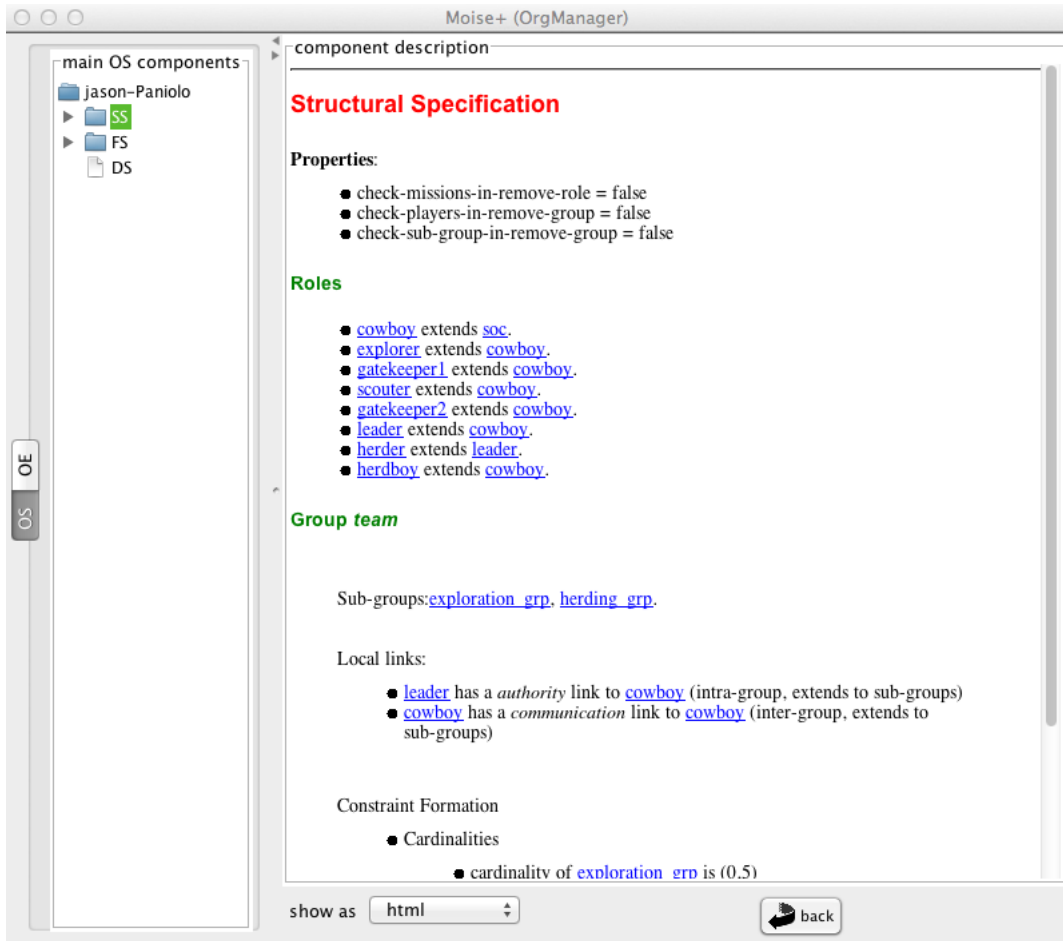 Moise+ (OrgManager)
main OS components
jason-Paniolo
SS
FS
DS
OE
OS
component description
Structural Specification
Properties:
check-missions-in-remove-role = false
check-players-in-remove-group = false
check-sub-group-in-remove-group = false
Roles
cowboy extends soc.
explorer extends cowboy.
gatekeeper1 extends cowboy.
scouter extends cowboy.
gatekeeper2 extends cowboy.
leader extends cowboy.
herder extends leader.
herdboy extends cowboy.
Group team
Sub-groups:exploration_grp, herding_grp.
Local links:
leader has a authority link to cowboy (intra-group, extends to sub-groups)
cowboy has a communication link to cowboy (inter-group, extends to
sub-groups)
Constraint Formation
Cardinalities
cardinality of exploration_grp is (0,5)
show as
html
back